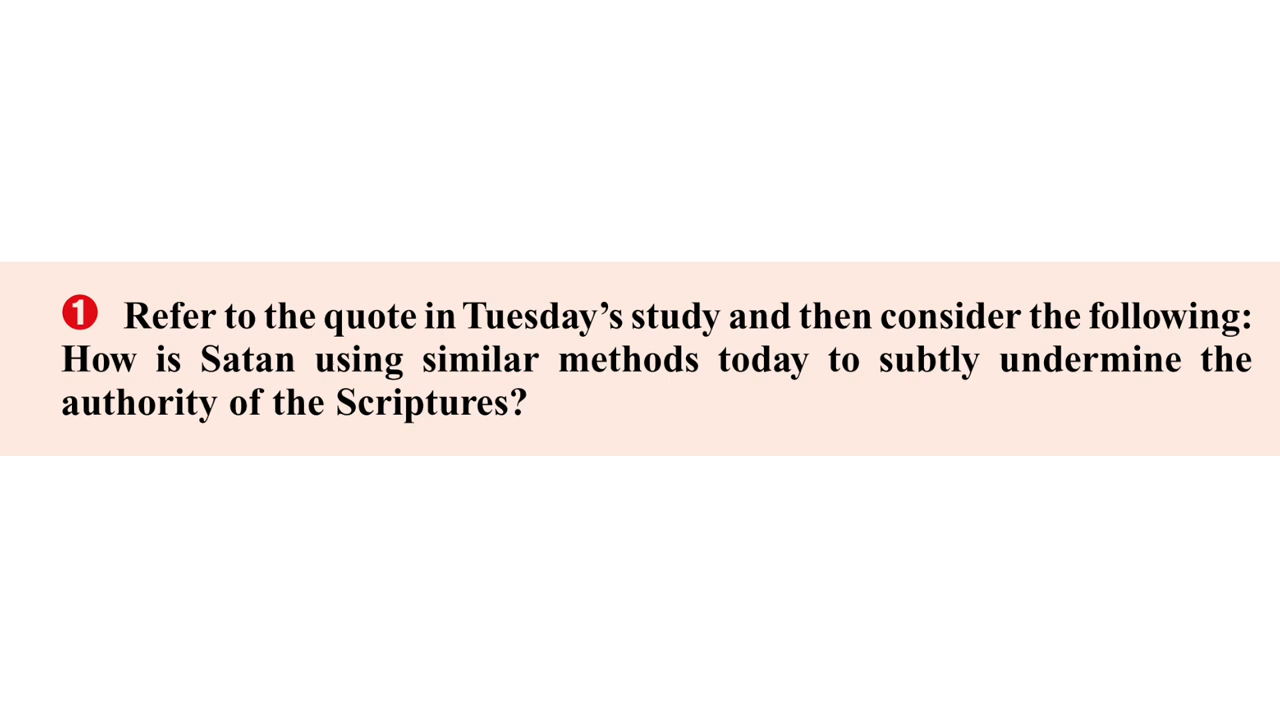 ❶ Refer to the quote in Tuesday’s study and then consider the following:
How is Satan using similar methods today to subtly undermine the
authority of the Scriptures?